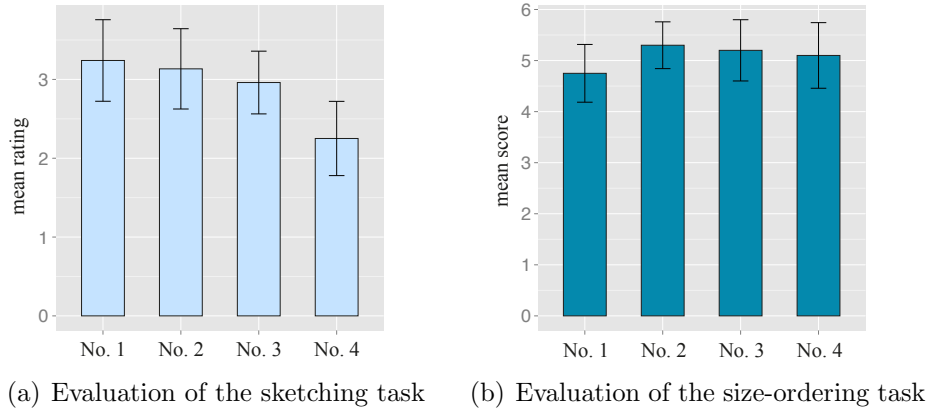 mean rating
3
2
1
0
No. 1 No. 2 No. 3 No. 4
(a) Evaluation of the sketching task
mean score
6
5
4
3
2
1
0
No. 1 No. 2 No. 3 No. 4
(b) Evaluation of the size-ordering task